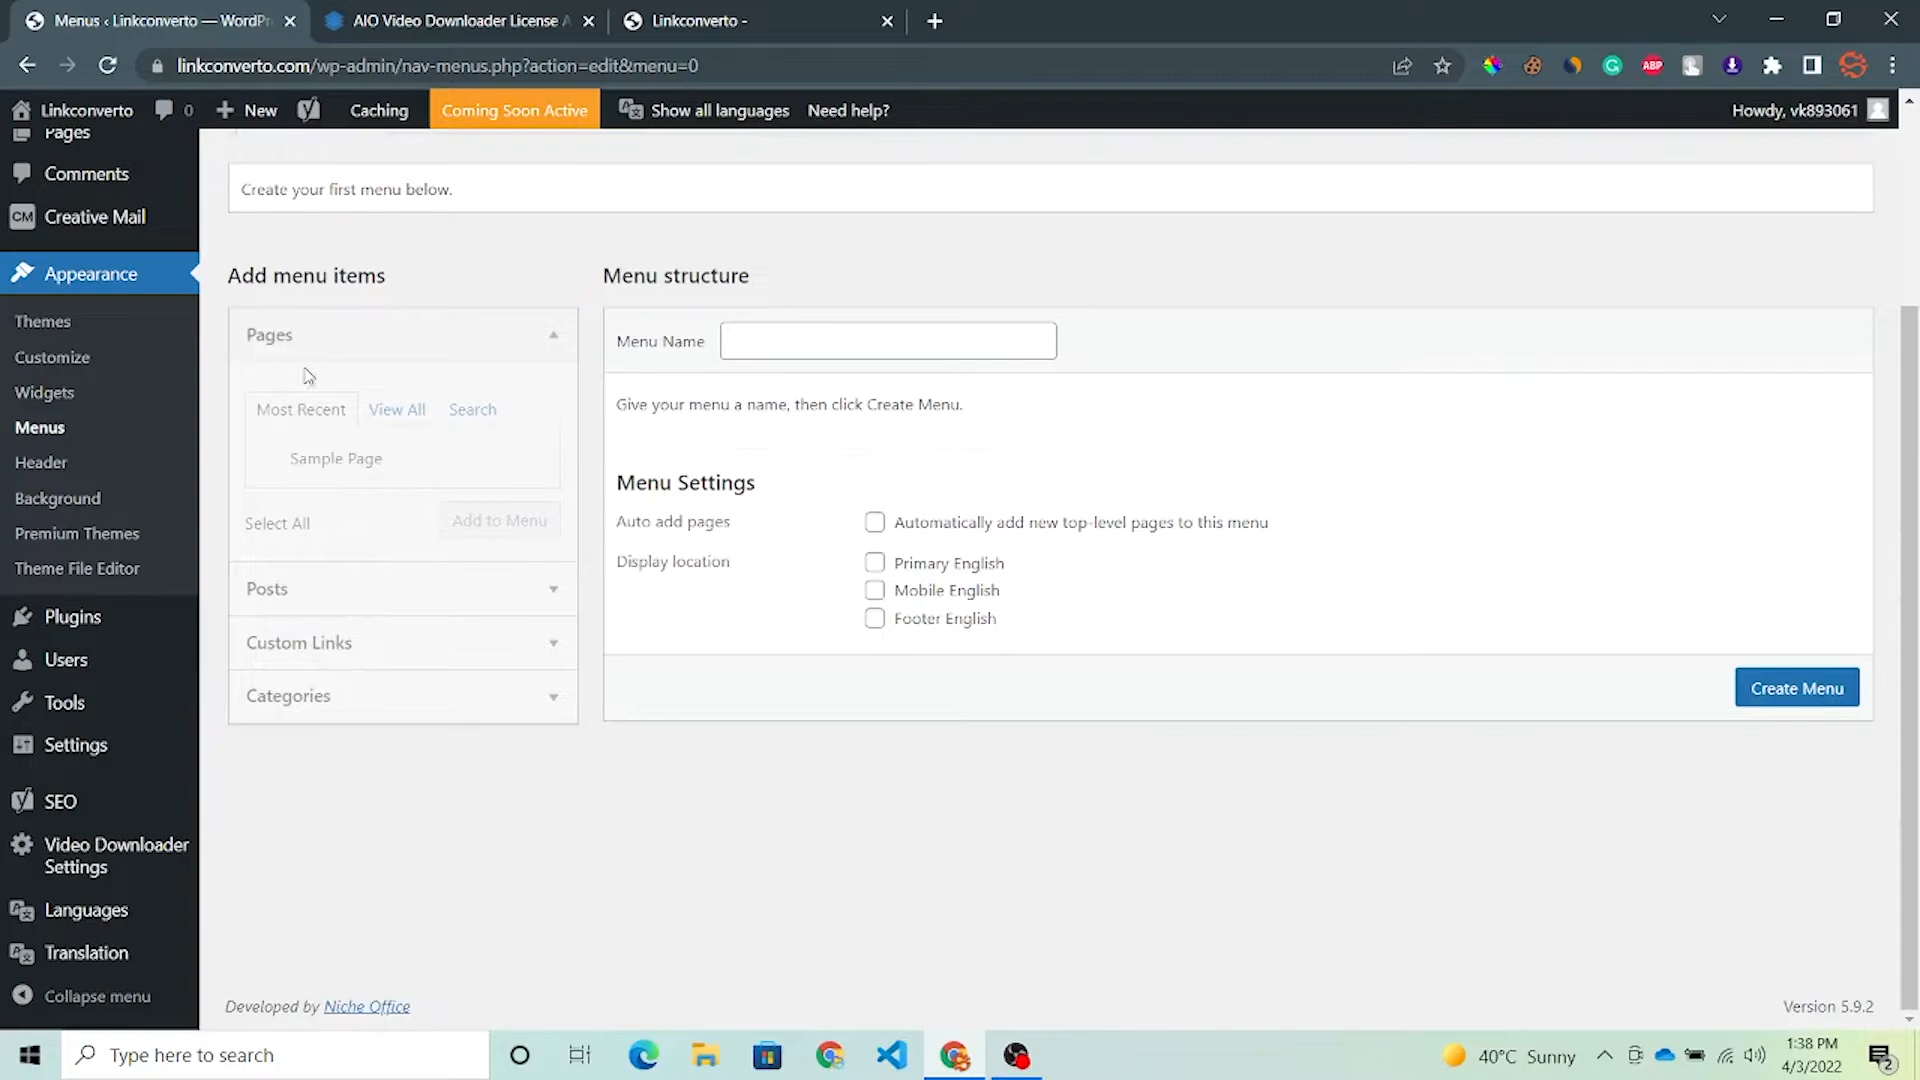 Menus ‹ Linkconverto — WordPr
AIO Video Downloader License A
Linkconverto -
linkconverto.com/wp-admin/nav-menus.php?action=edit&menu=0
ABP
Linkconverto
0
New
Caching
Coming Soon Active
Show all languages
Need help?
Howdy, vk893061
Pages
Comments
CM
Creative Mail
Appearance
Themes
Customize
Widgets
Menus
Header
Background
Premium Themes
Theme File Editor
Plugins
Users
Tools
Settings
SEO
Video Downloader
Settings
Languages
Translation
Collapse menu
Create your first menu below.
Add menu items
Pages
Most Recent
View All
Search
Sample Page
Select All
Add to Menu
Posts
Custom Links
Categories
Menu structure
Menu Name
Give your menu a name, then click Create Menu.
Menu Settings
Auto add pages
Automatically add new top-level pages to this menu
Display location
Primary English
Mobile English
Footer English
Create Menu
Developed by Niche Office
Version 5.9.2
Type here to search
40°C Sunny
1:38 PM
4/3/2022
2